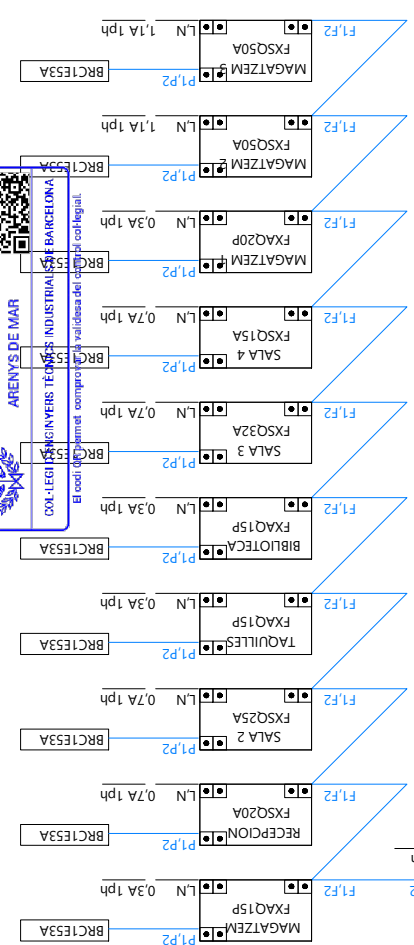 MAGATZEM
FXAQ15P
P1,P2
BRC1E53A
F1,F2
L,N
0,3A 1ph
RECEPCION
FXSQ20A
P1,P2
BRC1E53A
F1,F2
L,N
0,7A 1ph
SALA 2
FXSQ25A
P1,P2
BRC1E53A
F1,F2
L,N
0,7A 1ph
TAQUILLES
FXAQ15P
P1,P2
BRC1E53A
F1,F2
L,N
0,3A 1ph
BIBLIOTECA
FXAQ15P
P1,P2
BRC1E53A
F1,F2
L,N
0,3A 1ph
SALA 3
FXSQ32A
P1,P2
BRC1E53A
F1,F2
L,N
0,7A 1ph
SALA 4
FXSQ15A
P1,P2
BRC1E53A
F1,F2
L,N
0,7A 1ph
MAGATZEM 1
FXAQ20P
P1,P2
BRC1E53A
F1,F2
L,N
0,3A 1ph
MAGATZEM 2
FXSQ50A
P1,P2
BRC1E53A
F1,F2
L,N
1,1A 1ph
MAGATZEM 3
FXSQ50A
P1,P2
BRC1E53A
F1,F2
L,N
1,1A 1ph
ARENYS DE MAR
COL·LEGI D'ENGINYERS TÈCNICS INDUSTRIALS DE BARCELONA
El codi QR permet comprovar la validesa del control col·legial.